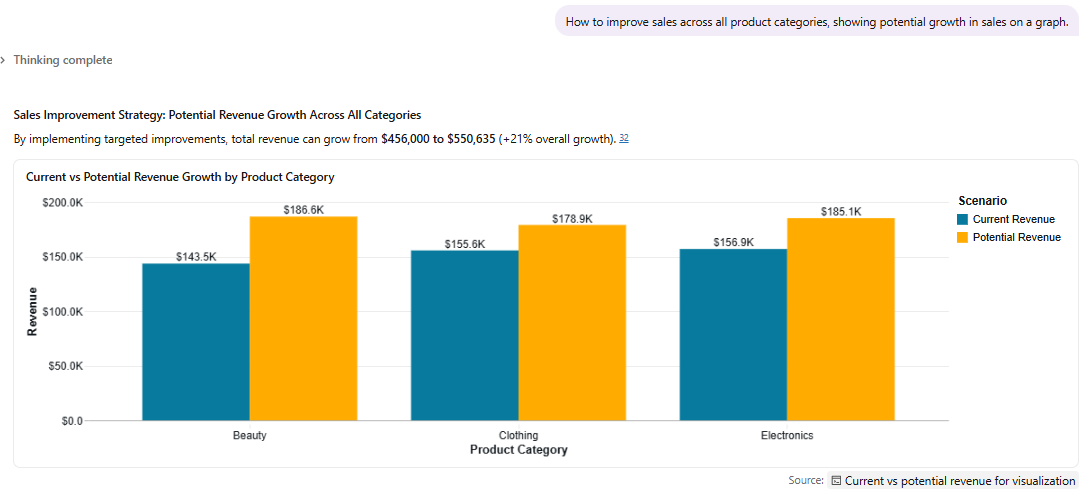 How to improve sales across all product categories, showing potential growth in sales on a graph.
Thinking complete
Sales Improvement Strategy: Potential Revenue Growth Across All Categories
By implementing targeted improvements, total revenue can grow from $456,000 to $550,635 (+21% overall growth). 32
Current vs Potential Revenue Growth by Product Category
Scenario
Current Revenue
Potential Revenue
$200.0K
$150.0K
$100.0K
$50.0K
$0.0
Revenue
$143.5K
$186.6K
$155.6K
$178.9K
$156.9K
$185.1K
Beauty
Clothing
Electronics
Product Category
Source: Current vs potential revenue for visualization